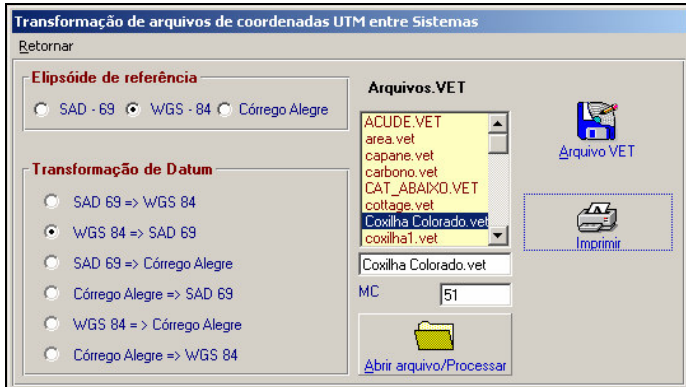 Transformação de arquivos de coordenadas UTM entre Sistemas
Retornar
Elipsóide de referência
SAD - 69 WGS - 84 Córrego Alegre
Transformação de Datum
SAD 69 => WGS 84
WGS 84 => SAD 69
SAD 69 => Córrego Alegre
Córrego Alegre => SAD 69
WGS 84 = > Córrego Alegre
Córrego Alegre => WGS 84
Arquivos.VET
ACUDE.VET
area.vet
capane.vet
carbono.vet
CAT_ABAIXO.VET
cottage.vet
Coxilha Colorado.vet
coxilha1.vet
Coxilha Colorado.vet
MC 51
Abrir arquivo/Processar
Arquivo VET
Imprimir